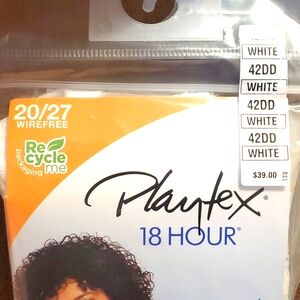 WHITE
42DD
WHITE
42DD
WHITE
42DD
WHITE
$39.00
20/27
WIREFREE
Re
cycle
me
packaging
Playtex®
18 HOUR®